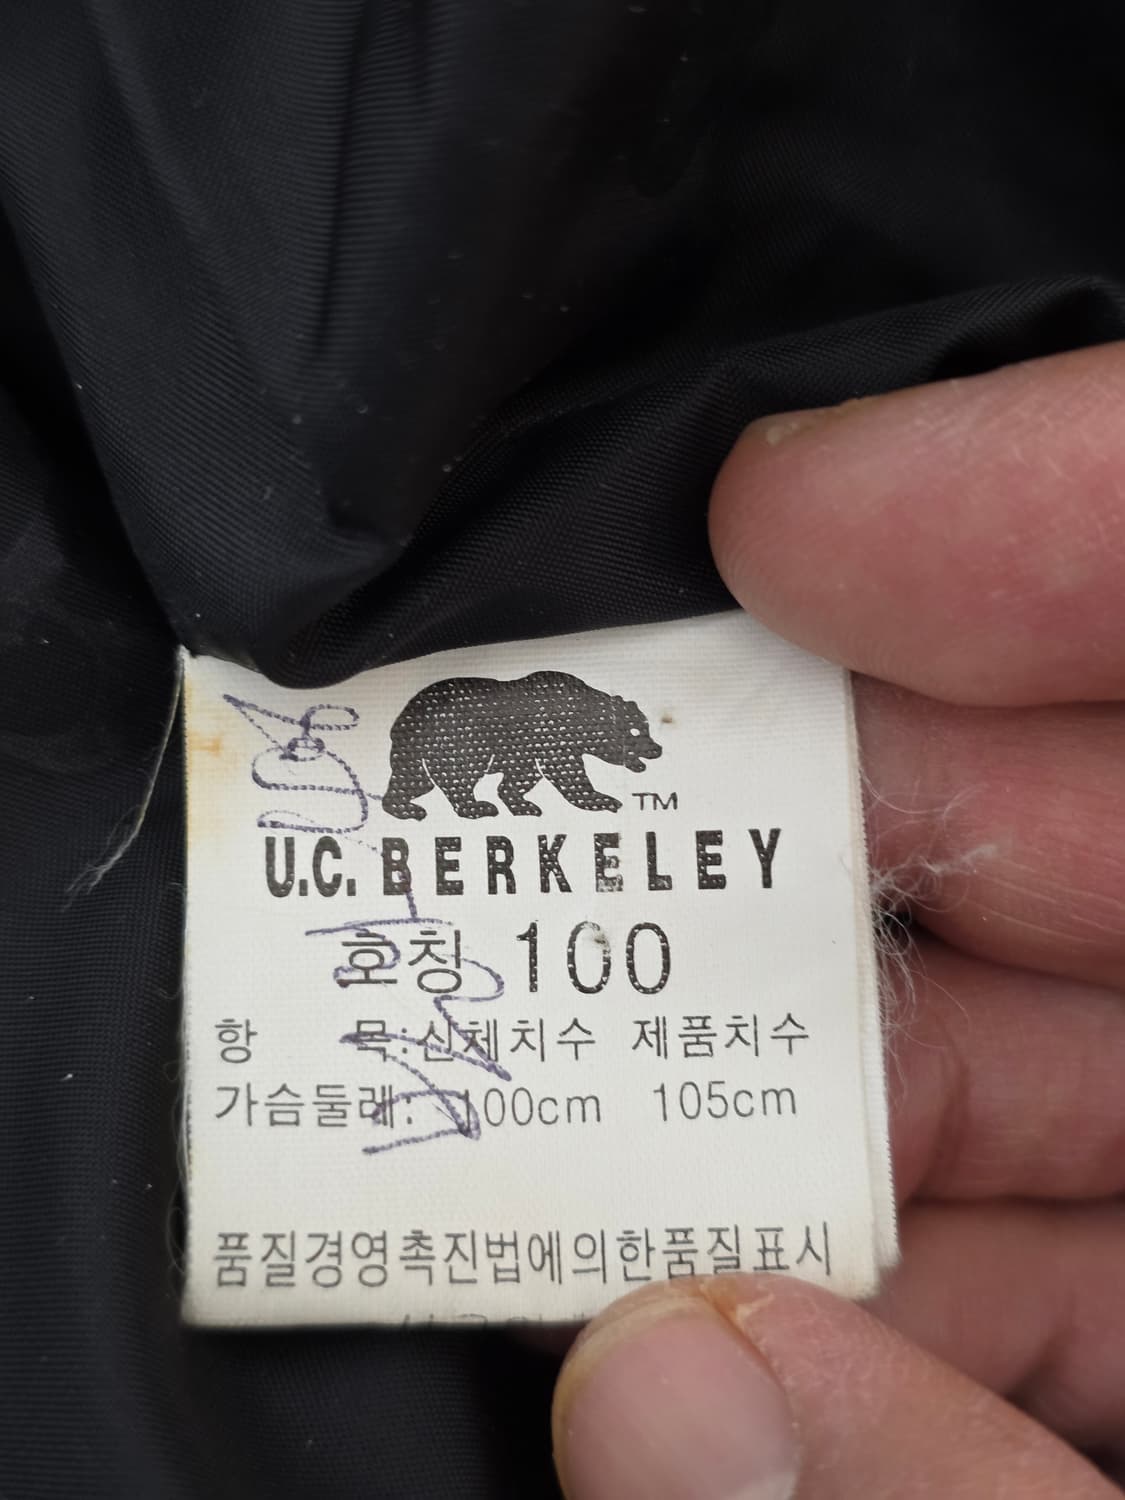 TM
U.C. BERKELEY
호칭 100
항 목: 신체치수 제품치수
가슴둘레: 100cm 105cm
품질경영촉진법에의한품질표시